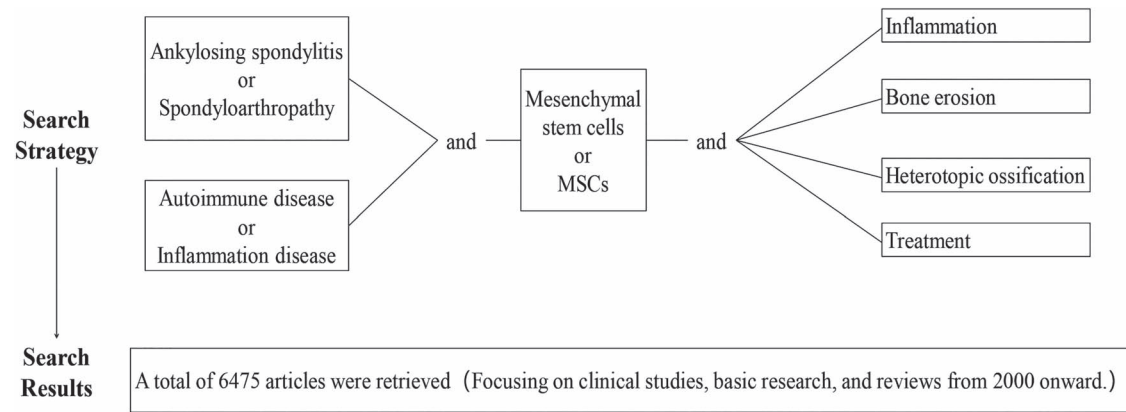 Search
Strategy
Ankylosing spondylitis
or
Spondyloarthropathy
Autoimmune disease
or
Inflammation disease
and
Mesenchymal
stem cells
or
MSCs
and
Inflammation
Bone erosion
Heterotopic ossification
Treatment
Search
Results
A total of 6475 articles were retrieved（Focusing on clinical studies, basic research, and reviews from 2000 onward.）